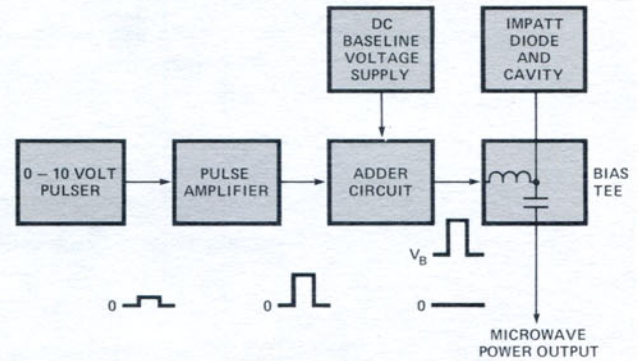 DC
BASELINE
VOLTAGE
SUPPLY
IMPATT
DIODE
AND
CAVITY
0 – 10 VOLT
PULSER
PULSE
AMPLIFIER
ADDER
CIRCUIT
BIAS
TEE
V_B
0
0
0
MICROWAVE
POWER OUTPUT